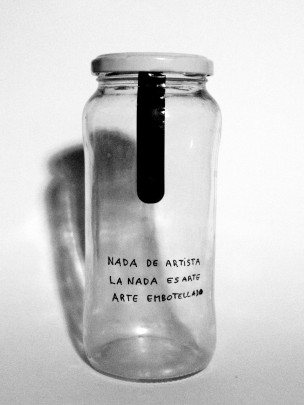 NADA DE ARTISTA
LA NADA ES ARTE
ARTE EMBOTELLADO